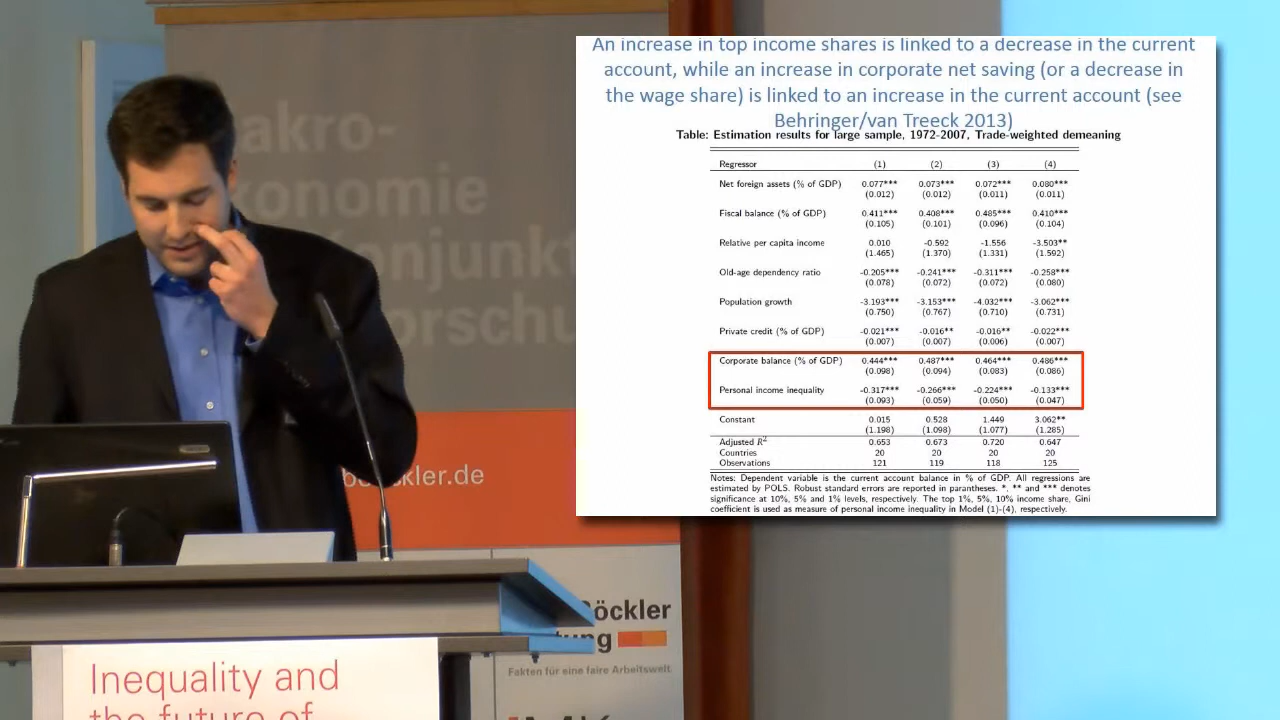 An increase in top income shares is linked to a decrease in the current
account, while an increase in corporate net saving (or a decrease in
the wage share) is linked to an increase in the current account (see
Behringer/van Treeck 2013)
Table: Estimation results for large sample, 1972-2007, Trade-weighted demeaning
Regressor (1) (2) (3) (4)
Net foreign assets (% of GDP) 0.077*** 0.073*** 0.072*** 0.080***
(0.012) (0.012) (0.011) (0.011)
Fiscal balance (% of GDP) 0.411*** 0.408*** 0.485*** 0.410***
(0.105) (0.101) (0.096) (0.104)
Relative per capita income 0.010 -0.592 -1.556 -3.503**
(1.465) (1.370) (1.331) (1.592)
Old-age dependency ratio -0.205*** -0.241*** -0.311*** -0.258***
(0.078) (0.072) (0.072) (0.080)
Population growth -3.193*** -3.153*** -4.032*** -3.062***
(0.750) (0.767) (0.710) (0.731)
Private credit (% of GDP) -0.021*** -0.016** -0.016** -0.022***
(0.007) (0.007) (0.006) (0.007)
Corporate balance (% of GDP) 0.444*** 0.487*** 0.464*** 0.486***
(0.098) (0.094) (0.083) (0.086)
Personal income inequality -0.317*** -0.266*** -0.224*** -0.133***
(0.093) (0.059) (0.050) (0.047)
Constant 0.015 0.528 1.449 3.062**
(1.198) (1.098) (1.077) (1.285)
Adjusted R² 0.653 0.673 0.720 0.647
Countries 20 20 20 20
Observations 121 119 118 125
Notes: Dependent variable is the current account balance in % of GDP. All regressions are
estimated by POLS. Robust standard errors are reported in parantheses. *, ** and *** denotes
significance at 10%, 5% and 1% levels, respectively. The top 1%, 5%, 10% income share, Gini
coefficient is used as measure of personal income inequality in Model (1)-(4), respectively.
akro-
konomie
onjunkt
orschu
böckler.de
Böckler
tung
Fakten für eine faire Arbeitswelt.
Inequality and
the future of